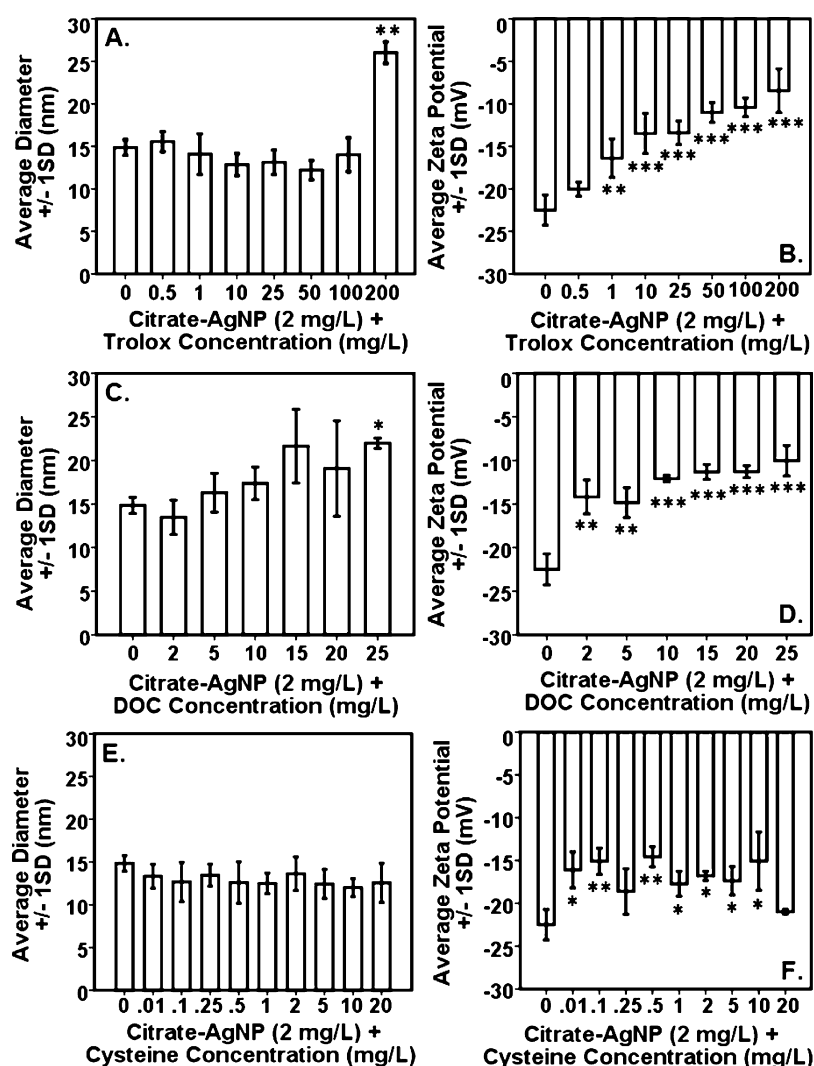 A.
**
Average Diameter
+/- 1SD (nm)
30
25
20
15
10
5
0
0 0.5 1 10 25 50 100 200
Citrate-AgNP (2 mg/L) +
Trolox Concentration (mg/L)
B.
Average Zeta Potential
+/- 1SD (mV)
0
-5
-10
-15
-20
-25
-30
** *** *** *** *** ***
0 0.5 1 10 25 50 100 200
Citrate-AgNP (2 mg/L) +
Trolox Concentration (mg/L)
C.
*
Average Diameter
+/- 1SD (nm)
30
25
20
15
10
5
0
0 2 5 10 15 20 25
Citrate-AgNP (2 mg/L) +
DOC Concentration (mg/L)
D.
Average Zeta Potential
+/- 1SD (mV)
0
-5
-10
-15
-20
-25
-30
** ** *** *** *** ***
0 2 5 10 15 20 25
Citrate-AgNP (2 mg/L) +
DOC Concentration (mg/L)
E.
Average Diameter
+/- 1SD (nm)
30
25
20
15
10
5
0
0 .01 .1 .25 .5 1 2 5 10 20
Citrate-AgNP (2 mg/L) +
Cysteine Concentration (mg/L)
F.
Average Zeta Potential
+/- 1SD (mV)
0
-5
-10
-15
-20
-25
-30
* ** ** * * * *
0 .01 .1 .25 .5 1 2 5 10 20
Citrate-AgNP (2 mg/L) +
Cysteine Concentration (mg/L)